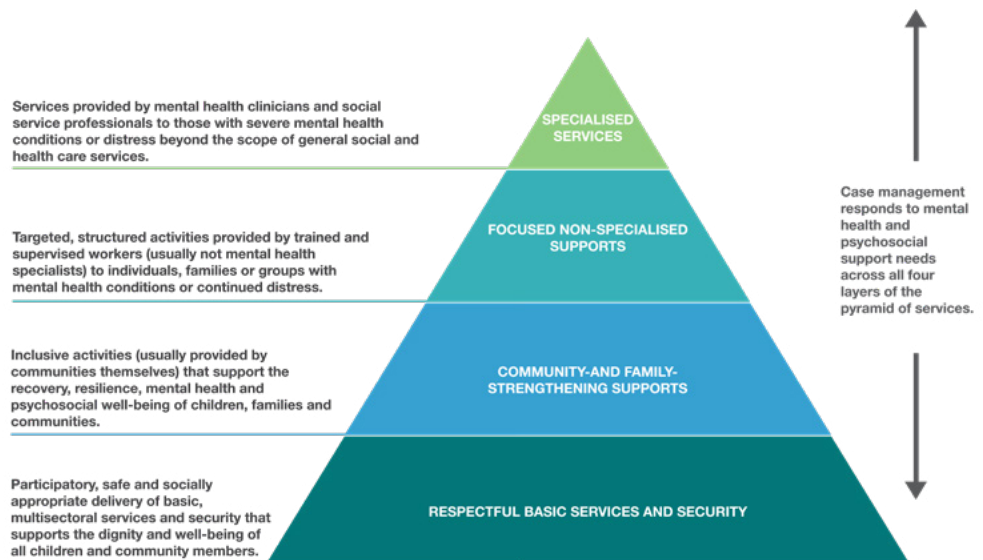 Services provided by mental health clinicians and social
service professionals to those with severe mental health
conditions or distress beyond the scope of general social and
health care services.
SPECIALISED
SERVICES
Targeted, structured activities provided by trained and
supervised workers (usually not mental health
specialists) to individuals, families or groups with
mental health conditions or continued distress.
FOCUSED NON-SPECIALISED
SUPPORTS
Case management
responds to mental
health and
psychosocial
support needs
across all four
layers of the
pyramid of services.
Inclusive activities (usually provided by
communities themselves) that support the
recovery, resilience, mental health and
psychosocial well-being of children, families and
communities.
COMMUNITY-AND FAMILY-
STRENGTHENING SUPPORTS
Participatory, safe and socially
appropriate delivery of basic,
multisectoral services and security that
supports the dignity and well-being of
all children and community members.
RESPECTFUL BASIC SERVICES AND SECURITY